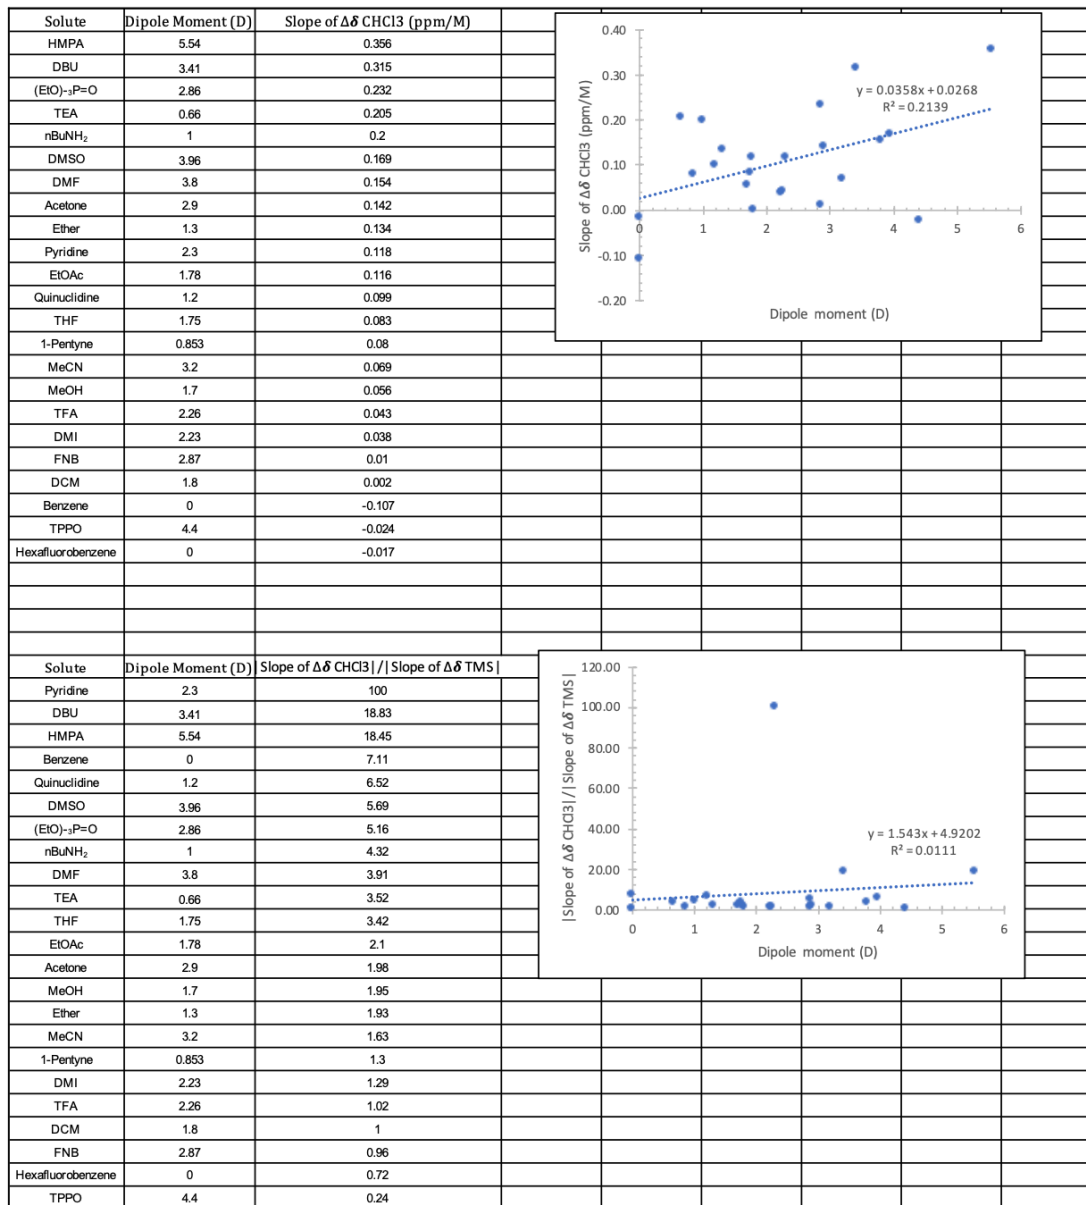 Solute Dipole Moment (D) Slope of Δδ CHCl3 (ppm/M)
HMPA 5.54 0.356
DBU 3.41 0.315
(EtO)-₃P=O 2.86 0.232
TEA 0.66 0.205
nBuNH₂ 1 0.2
DMSO 3.96 0.169
DMF 3.8 0.154
Acetone 2.9 0.142
Ether 1.3 0.134
Pyridine 2.3 0.118
EtOAc 1.78 0.116
Quinuclidine 1.2 0.099
THF 1.75 0.083
1-Pentyne 0.853 0.08
MeCN 3.2 0.069
MeOH 1.7 0.056
TFA 2.26 0.043
DMI 2.23 0.038
FNB 2.87 0.01
DCM 1.8 0.002
Benzene 0 -0.107
TPPO 4.4 -0.024
Hexafluorobenzene 0 -0.017
Slope of Δδ CHCl3 (ppm/M)
0.40
0.30
0.20
0.10
0.00
-0.10
-0.20
y = 0.0358x + 0.0268
R² = 0.2139
0 1 2 3 4 5 6
Dipole moment (D)
Solute Dipole Moment (D) |Slope of Δδ CHCl3|/|Slope of Δδ TMS|
Pyridine 2.3 100
DBU 3.41 18.83
HMPA 5.54 18.45
Benzene 0 7.11
Quinuclidine 1.2 6.52
DMSO 3.96 5.69
(EtO)-₃P=O 2.86 5.16
nBuNH₂ 1 4.32
DMF 3.8 3.91
TEA 0.66 3.52
THF 1.75 3.42
EtOAc 1.78 2.1
Acetone 2.9 1.98
MeOH 1.7 1.95
Ether 1.3 1.93
MeCN 3.2 1.63
1-Pentyne 0.853 1.3
DMI 2.23 1.29
TFA 2.26 1.02
DCM 1.8 1
FNB 2.87 0.96
Hexafluorobenzene 0 0.72
TPPO 4.4 0.24
|Slope of Δδ CHCl3|/|Slope of Δδ TMS|
120.00
100.00
80.00
60.00
40.00
20.00
0.00
y = 1.543x + 4.9202
R² = 0.0111
0 1 2 3 4 5 6
Dipole moment (D)